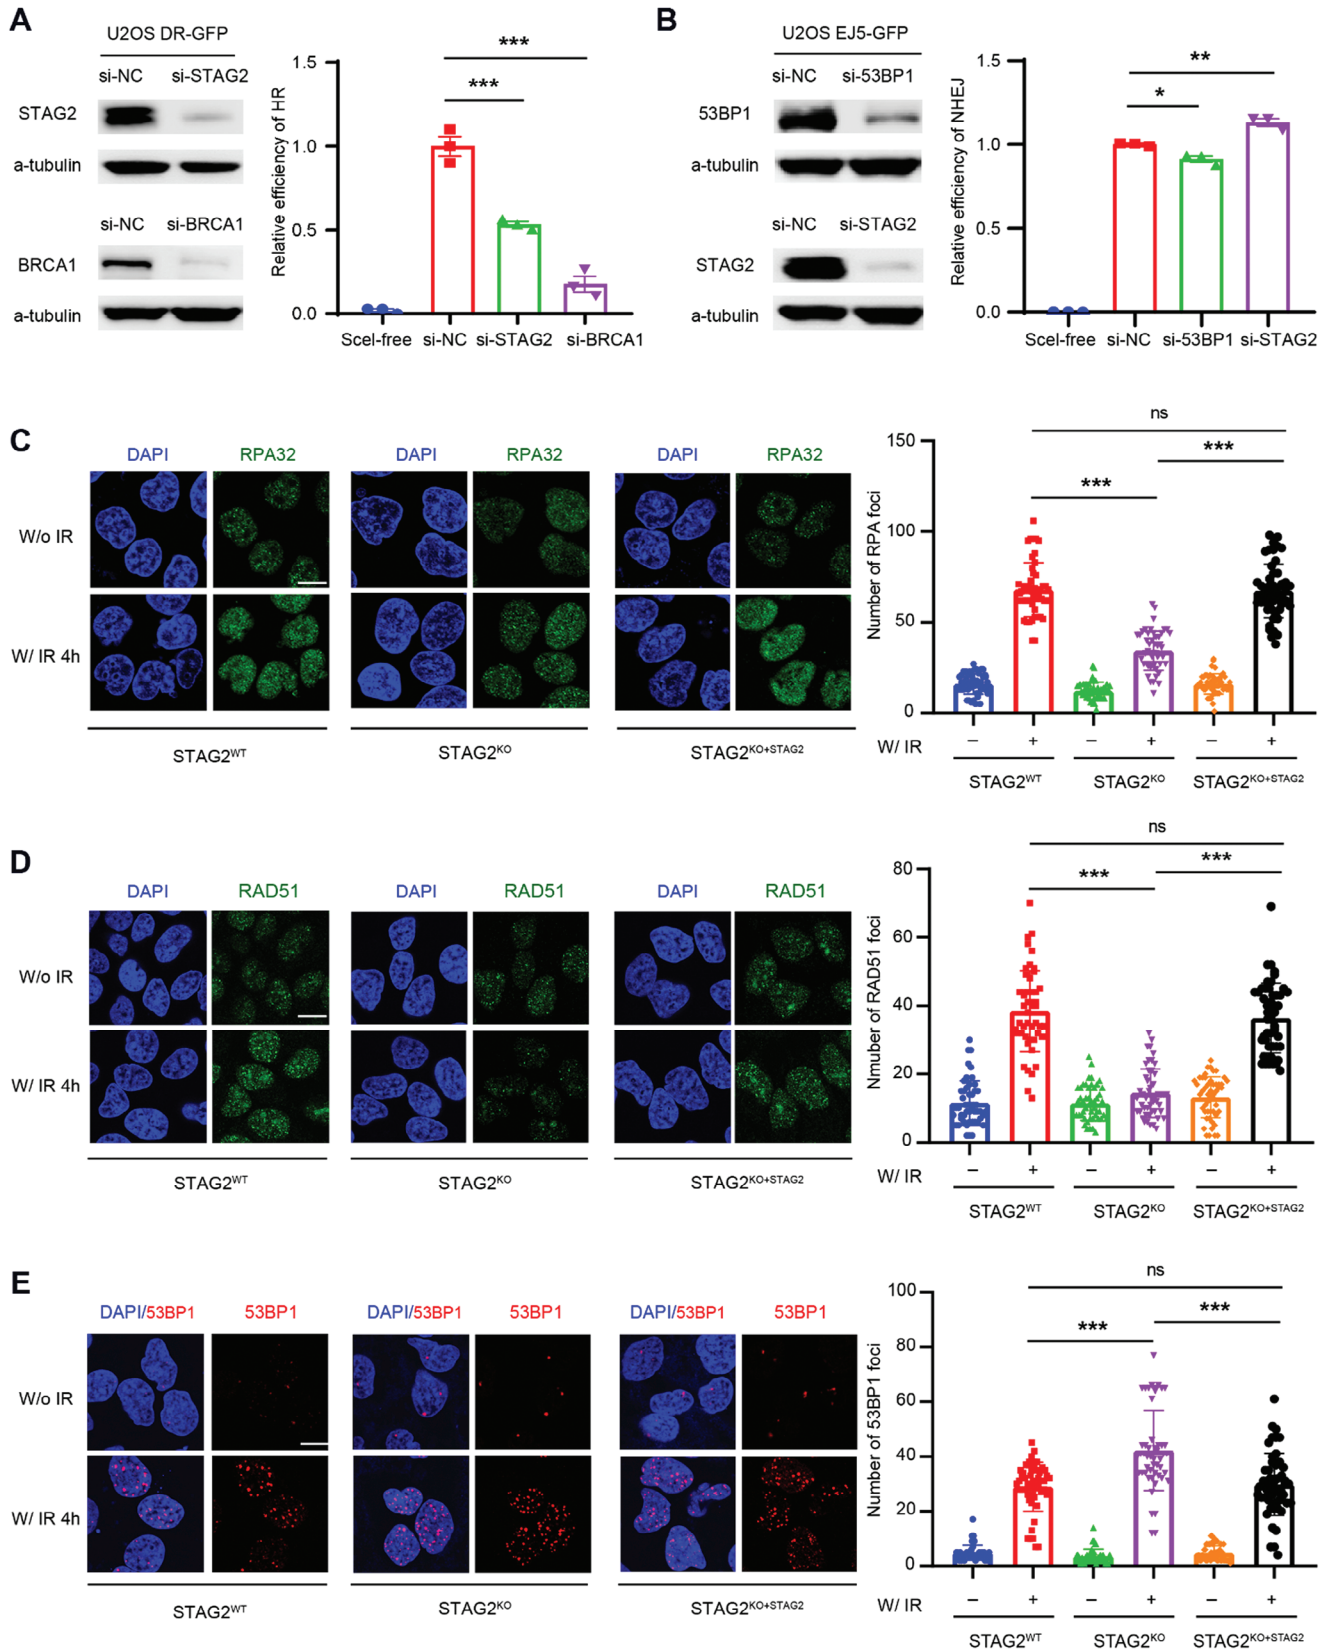 A
U2OS DR-GFP
si-NC si-STAG2
STAG2
a-tubulin
si-NC si-BRCA1
BRCA1
a-tubulin
Relative efficiency of HR
1.5
1.0
0.5
0.0
***
***
Scel-free si-NC si-STAG2 si-BRCA1
B
U2OS EJ5-GFP
si-NC si-53BP1
53BP1
a-tubulin
si-NC si-STAG2
STAG2
a-tubulin
Relative efficiency of NHEJ
1.5
1.0
0.5
0.0
**
*
Scel-free si-NC si-53BP1 si-STAG2
C
DAPI RPA32 DAPI RPA32 DAPI RPA32
W/o IR
W/ IR 4h
STAG2WT STAG2KO STAG2KO+STAG2
Number of RPA foci
150
100
50
0
ns
***
***
W/ IR − + − + − +
STAG2WT STAG2KO STAG2KO+STAG2
D
DAPI RAD51 DAPI RAD51 DAPI RAD51
W/o IR
W/ IR 4h
STAG2WT STAG2KO STAG2KO+STAG2
Nmuber of RAD51 foci
80
60
40
20
0
ns
***
***
W/ IR − + − + − +
STAG2WT STAG2KO STAG2KO+STAG2
E
DAPI/53BP1 53BP1 DAPI/53BP1 53BP1 DAPI/53BP1 53BP1
W/o IR
W/ IR 4h
STAG2WT STAG2KO STAG2KO+STAG2
Number of 53BP1 foci
100
80
60
40
20
0
ns
***
***
W/ IR − + − + − +
STAG2WT STAG2KO STAG2KO+STAG2